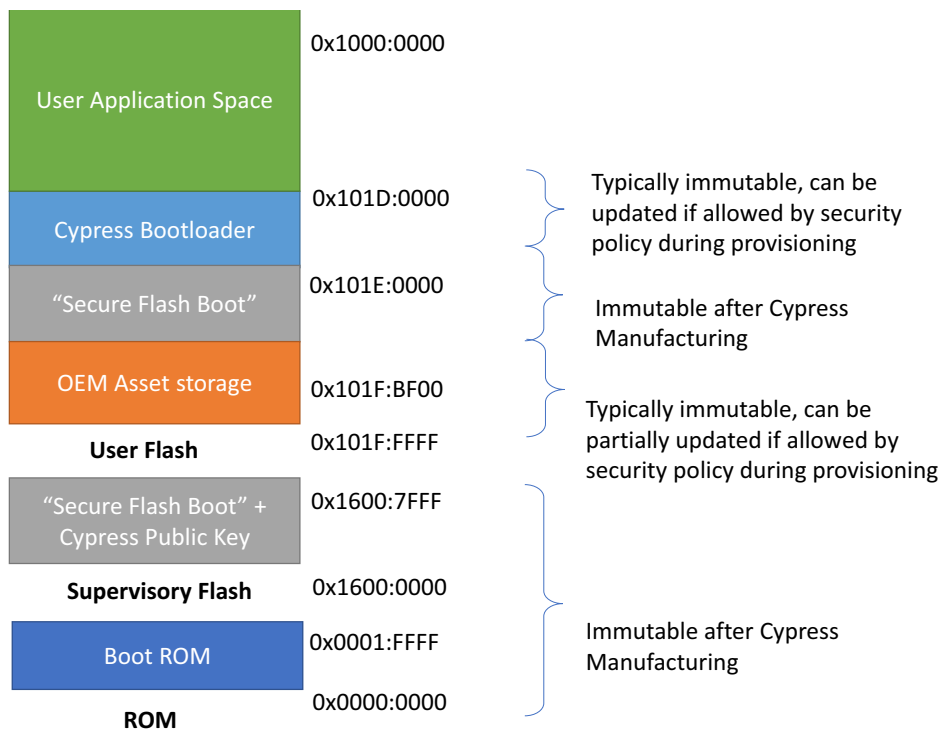 0x1000:0000
User Application Space
0x101D:0000
Typically immutable, can be
updated if allowed by security
policy during provisioning
Cypress Bootloader
0x101E:0000
“Secure Flash Boot”
Immutable after Cypress
Manufacturing
OEM Asset storage
0x101F:BF00
Typically immutable, can be
partially updated if allowed by
security policy during provisioning
User Flash
0x101F:FFFF
“Secure Flash Boot” +
Cypress Public Key
0x1600:7FFF
Supervisory Flash
0x1600:0000
Boot ROM
0x0001:FFFF
Immutable after Cypress
Manufacturing
0x0000:0000
ROM